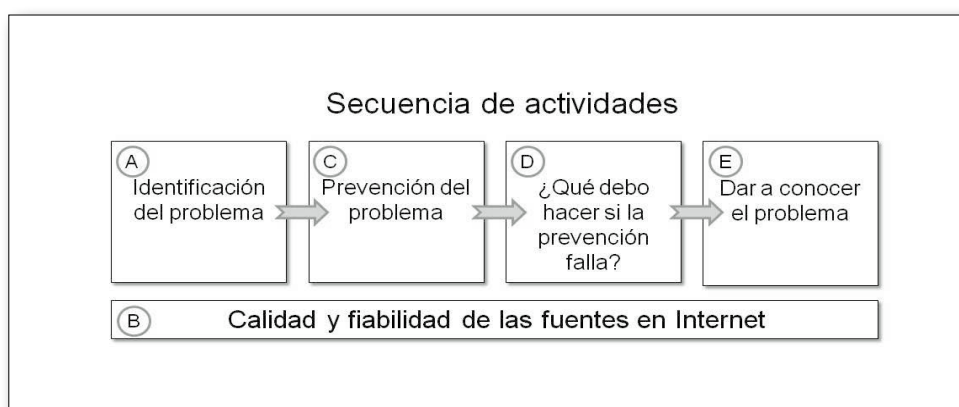 Secuencia de actividades
A
Identificación
del problema
C
Prevención del
problema
D
¿Qué debo
hacer si la
prevención
falla?
E
Dar a conocer
el problema
B
Calidad y fiabilidad de las fuentes en Internet